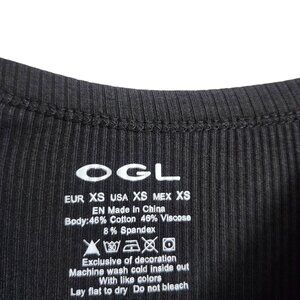 OGL
EUR XS USA XS MEX XS
EN Made in China
Body:46% Cotton 46% Viscose
8% Spandex
Exclusive of decoration
Machine wash cold inside out
With like colors
Lay flat to dry Do not bleach